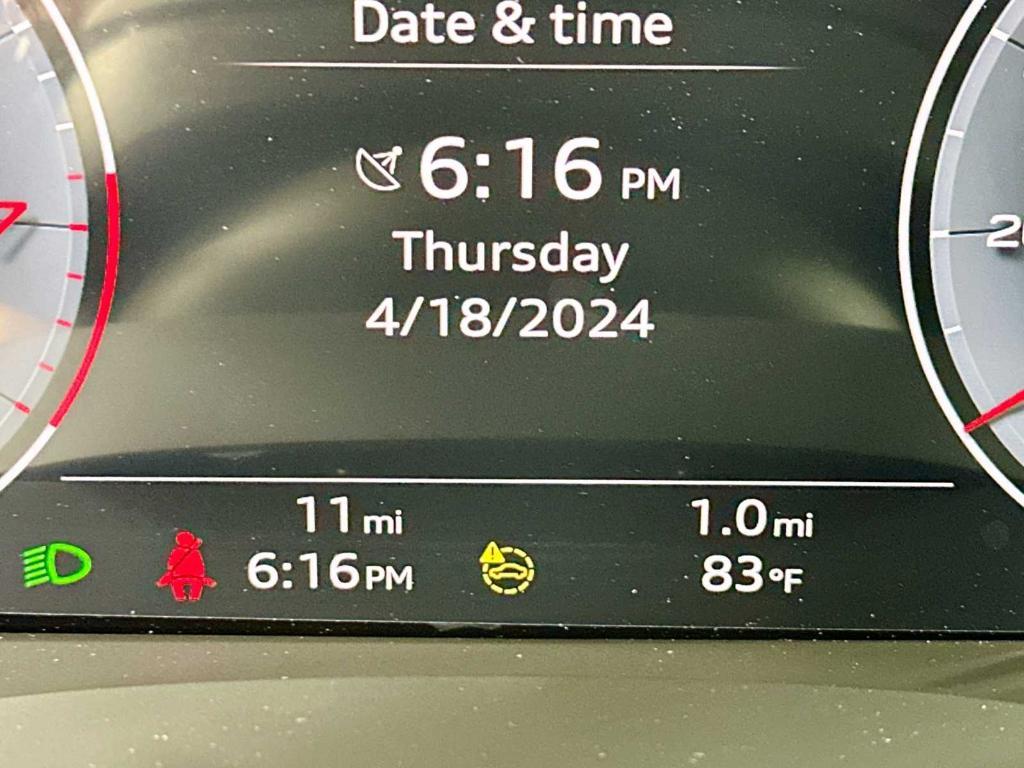 Date & time
6:16 PM
Thursday
4/18/2024
11 mi
1.0 mi
6:16 PM
83 °F